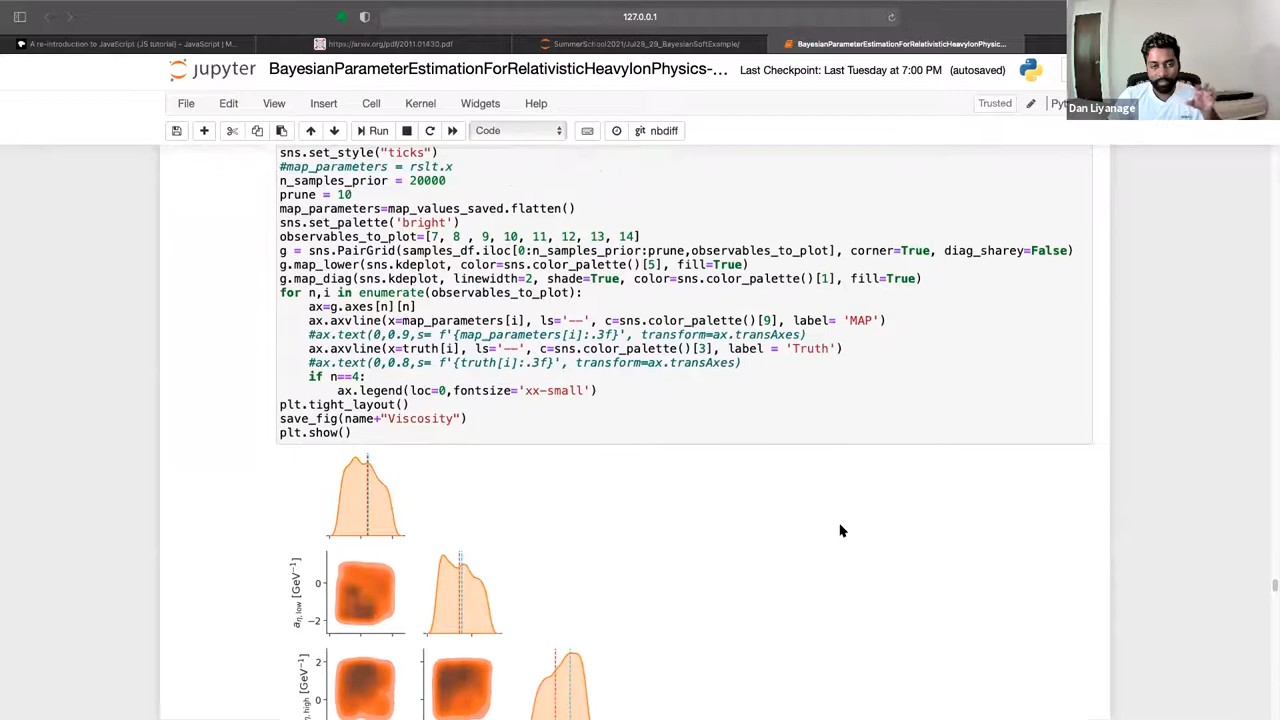 127.0.0.1
A re-introduction to JavaScript (JS tutorial) - JavaScript | M...
https://arxiv.org/pdf/2011.01430.pdf
SummerSchool2021/Jul28_29_BayesianSoftExample/
BayesianParameterEstimationForRelativisticHeavyIonPhysic...
jupyter BayesianParameterEstimationForRelativisticHeavyIonPhysics-... Last Checkpoint: Last Tuesday at 7:00 PM (autosaved)
Dan Liyanage
File Edit View Insert Cell Kernel Widgets Help Trusted
Run Code git nbdiff
sns.set_style("ticks")
#map_parameters = rslt.x
n_samples_prior = 20000
prune = 10
map_parameters=map_values_saved.flatten()
sns.set_palette('bright')
observables_to_plot=[7, 8 , 9, 10, 11, 12, 13, 14]
g = sns.PairGrid(samples_df.iloc[0:n_samples_prior:prune,observables_to_plot], corner=True, diag_sharey=False)
g.map_lower(sns.kdeplot, color=sns.color_palette()[5], fill=True)
g.map_diag(sns.kdeplot, linewidth=2, shade=True, color=sns.color_palette()[1], fill=True)
for n,i in enumerate(observables_to_plot):
ax=g.axes[n][n]
ax.axvline(x=map_parameters[i], ls='--', c=sns.color_palette()[9], label= 'MAP')
#ax.text(0,0.9,s= f'{map_parameters[i]:.3f}', transform=ax.transAxes)
ax.axvline(x=truth[i], ls='--', c=sns.color_palette()[3], label = 'Truth')
#ax.text(0,0.8,s= f'{truth[i]:.3f}', transform=ax.transAxes)
if n==4:
ax.legend(loc=0,fontsize='xx-small')
plt.tight_layout()
save_fig(name+"Viscosity")
plt.show()
aη,low [GeV⁻¹]
0
−2
η,high [GeV⁻¹]
2
0